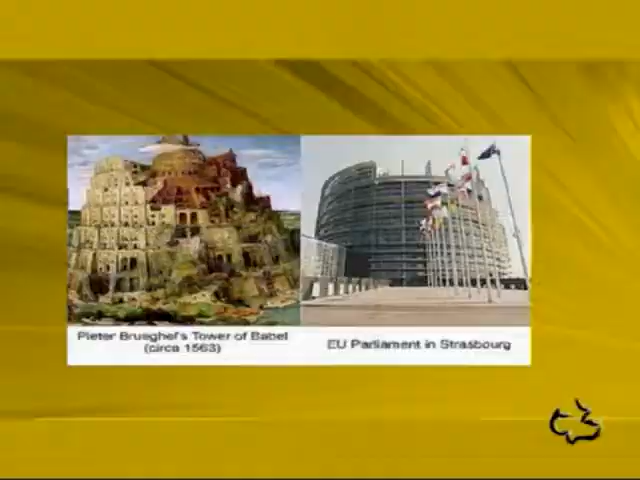 Pieter Brueghel's Tower of Babel
(circa 1563)
EU Parliament in Strasbourg